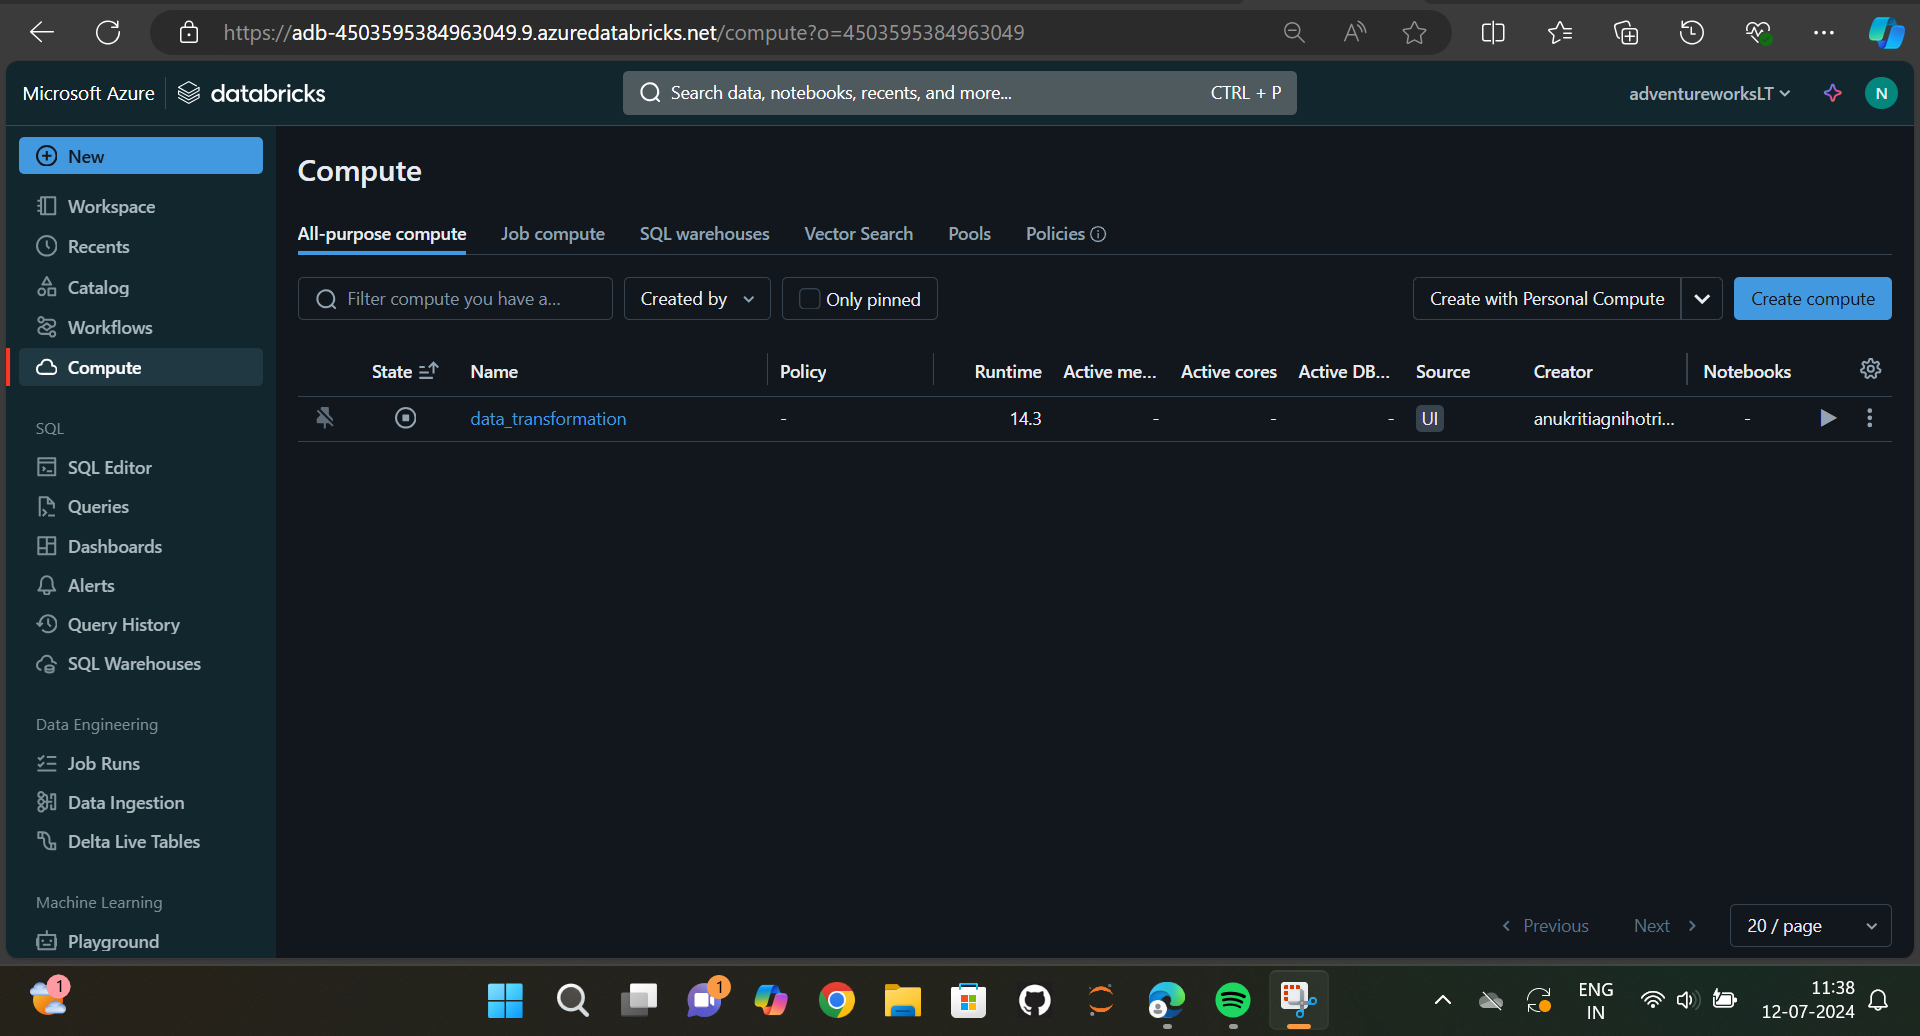 https://adb-4503595384963049.9.azuredatabricks.net/compute?o=4503595384963049
Microsoft Azure databricks
Search data, notebooks, recents, and more... CTRL + P
adventureworksLT
N
New
Workspace
Recents
Catalog
Workflows
Compute
SQL
SQL Editor
Queries
Dashboards
Alerts
Query History
SQL Warehouses
Data Engineering
Job Runs
Data Ingestion
Delta Live Tables
Machine Learning
Playground
Compute
All-purpose compute Job compute SQL warehouses Vector Search Pools Policies
Filter compute you have a... Created by Only pinned Create with Personal Compute Create compute
State Name Policy Runtime Active me... Active cores Active DB... Source Creator Notebooks
data_transformation - 14.3 - - - UI anukritiagnihotri... -
Previous Next 20 / page
1
1
ENG
IN
11:38
12-07-2024